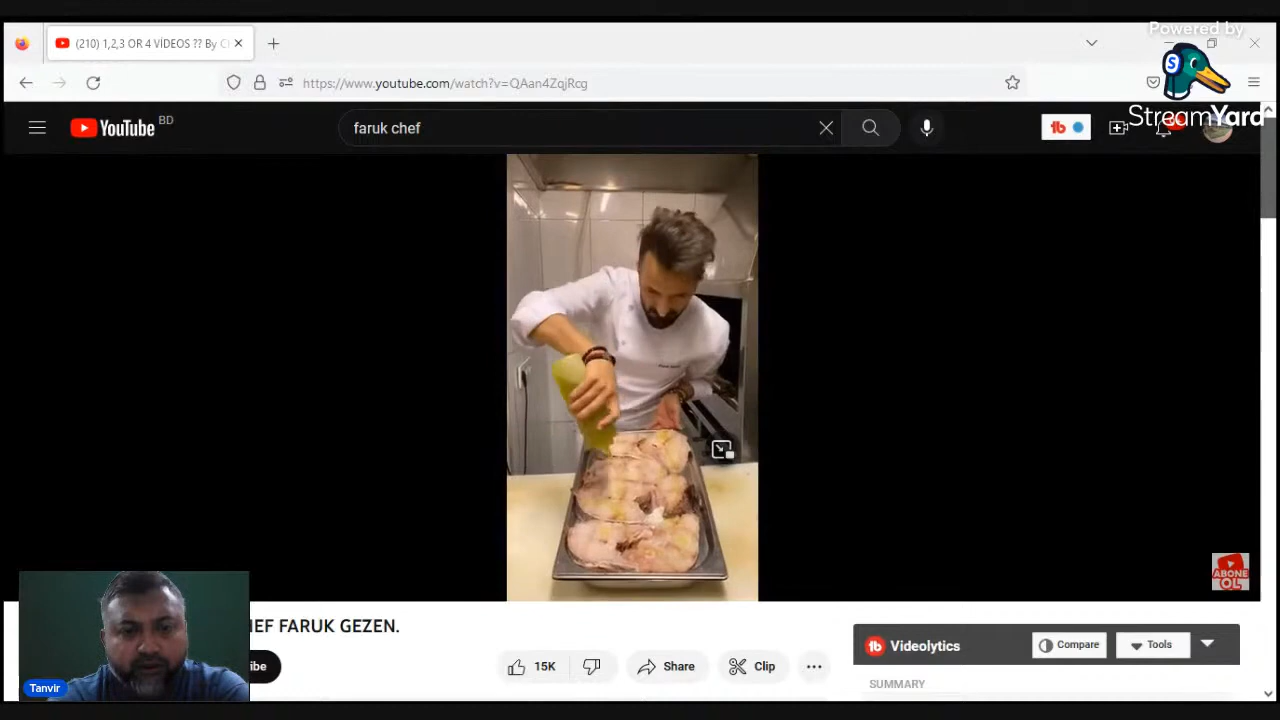 Powered by
(210) 1,2,3 OR 4 VİDEOS ?? By C
StreamYard
https://www.youtube.com/watch?v=QAan4ZqjRcg
YouTube BD
faruk chef
ABONE
OL
HEF FARUK GEZEN.
Videolytics
Compare
Tools
ibe
15K
Share
Clip
SUMMARY
Tanvir